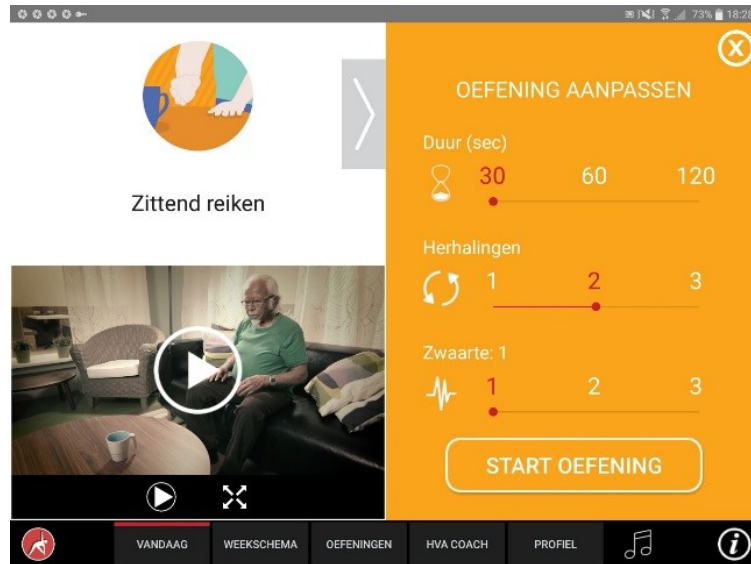 73% 18:28
Zittend reiken
X
OEFENING AANPASSEN
Duur (sec)
30 60 120
Herhalingen
1 2 3
Zwaarte: 1
1 2 3
START OEFENING
VANDAAG WEEKSCHEMA OEFENINGEN HVA COACH PROFIEL i